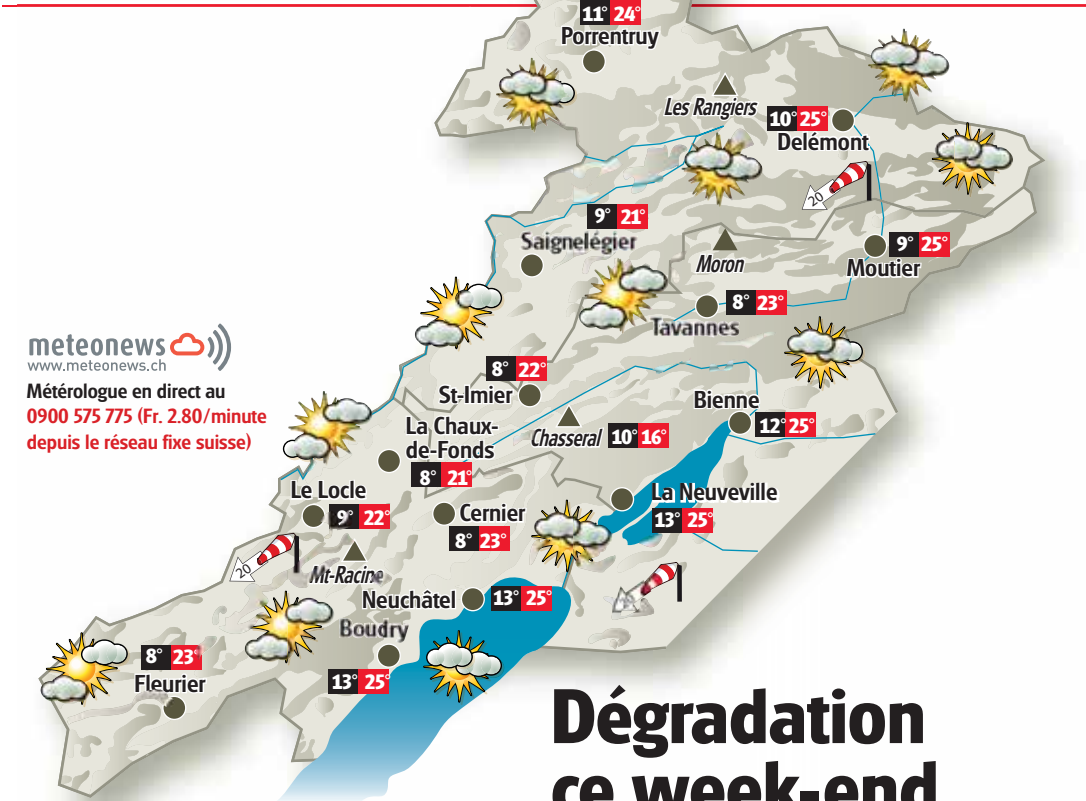 11° 24°
Porrentruy
Les Rangiers
10° 25°
Delémont
20
9° 21°
Saignelégier
Moron
9° 25°
Moutier
8° 23°
Tavannes
meteonews
www.meteonews.ch
Météorologue en direct au
0900 575 775 (Fr. 2.80/minute
depuis le réseau fixe suisse)
8° 22°
St-Imier
Bienne
12° 25°
La Chaux-
de-Fonds
8° 21°
Chasseral 10° 16°
Le Locle
9° 22°
Cernier
8° 23°
La Neuveville
13° 25°
20
Mt-Racine
Neuchâtel 13° 25°
Boudry
13° 25°
8° 23°
Fleurier
Dégradation
ce week-end